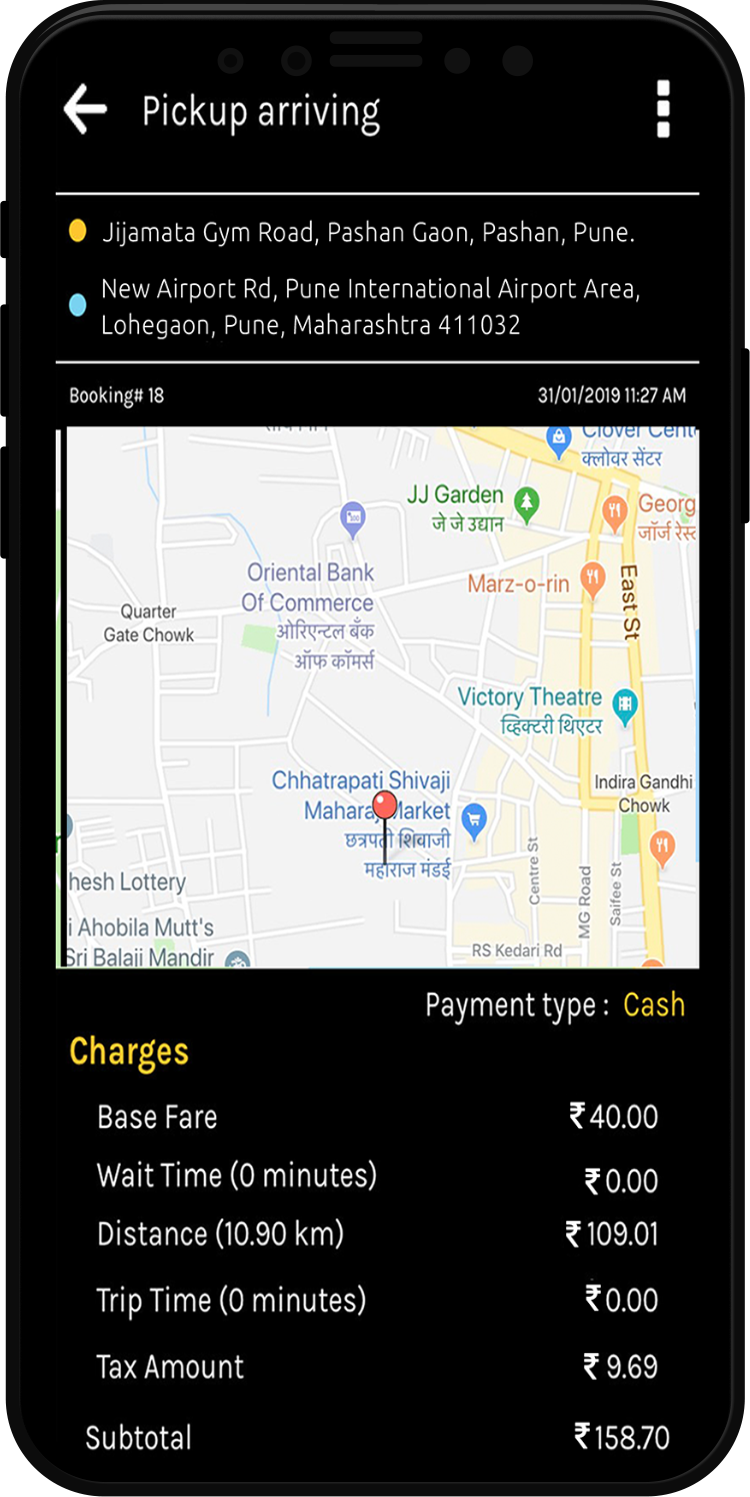 Pickup arriving
Jijamata Gym Road, Pashan Gaon, Pashan, Pune.
New Airport Rd, Pune International Airport Area,
Lohegaon, Pune, Maharashtra 411032
Booking# 18 31/01/2019 11:27 AM
Clover Cent
क्लोवर सेंटर
JJ Garden
जे जे उद्यान
Georg
जॉर्ज
Marz-o-rin
East St
Oriental Bank
Of Commerce
ओरिएन्टल बँक
ऑफ कॉमर्स
Quarter
Gate Chowk
Victory Theatre
व्हिक्टरी थिएटर
Chhatrapati Shivaji
Maharaj Market
छत्रपती शिवाजी
महाराज मंडई
Indira Gandhi
Chowk
hesh Lottery
i Ahobila Mutt's
Sri Balaji Mandir
Centre St
MG Road
Saifee St
RS Kedari Rd
Payment type : Cash
Charges
Base Fare ₹40.00
Wait Time (0 minutes) ₹0.00
Distance (10.90 km) ₹109.01
Trip Time (0 minutes) ₹0.00
Tax Amount ₹ 9.69
Subtotal ₹158.70